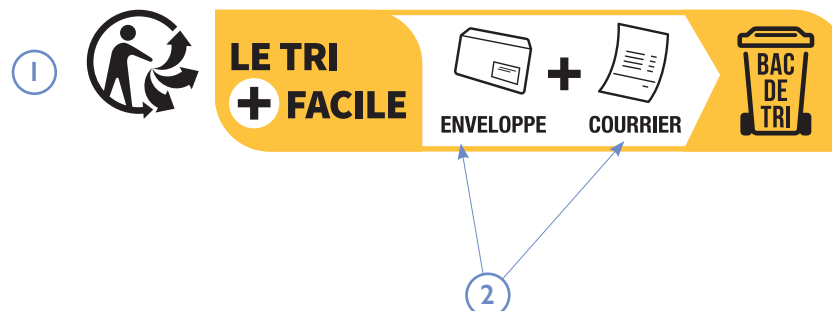 1
LE TRI
+ FACILE
ENVELOPPE + COURRIER
BAC
DE
TRI
2